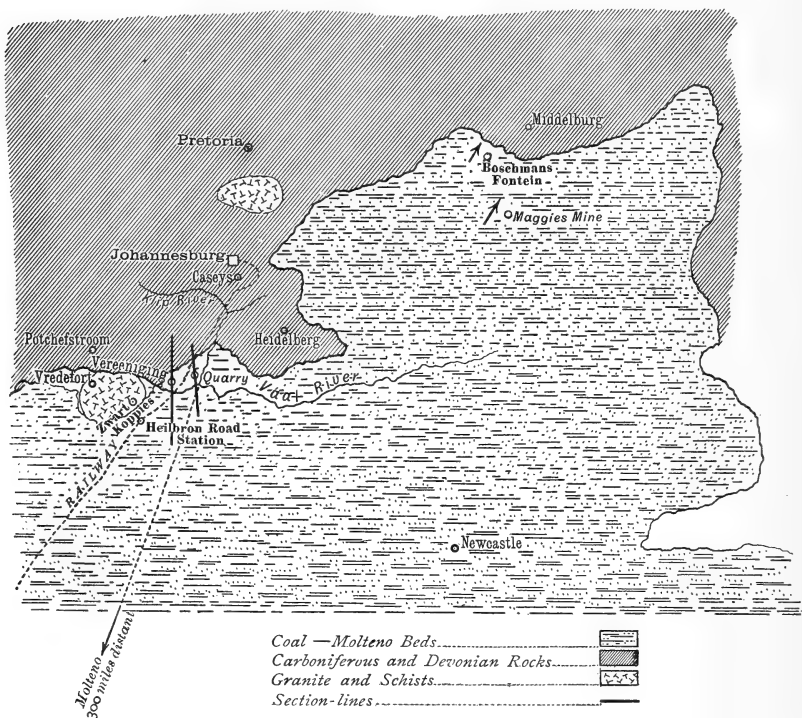 Middelburg
Pretoria
Boschmans
Fontein
Maggies Mine
Johannesburg
Caseys
Klip River
Potchefstroom
Heidelberg
Vereeniging
Vredefort
Quarry
Vaal River
Zwart
Koppies
Heilbron Road
Station
RAILWAY
Newcastle
Molteno
300 miles distant
Coal — Molteno Beds
Carboniferous and Devonian Rocks
Granite and Schists
Section-lines